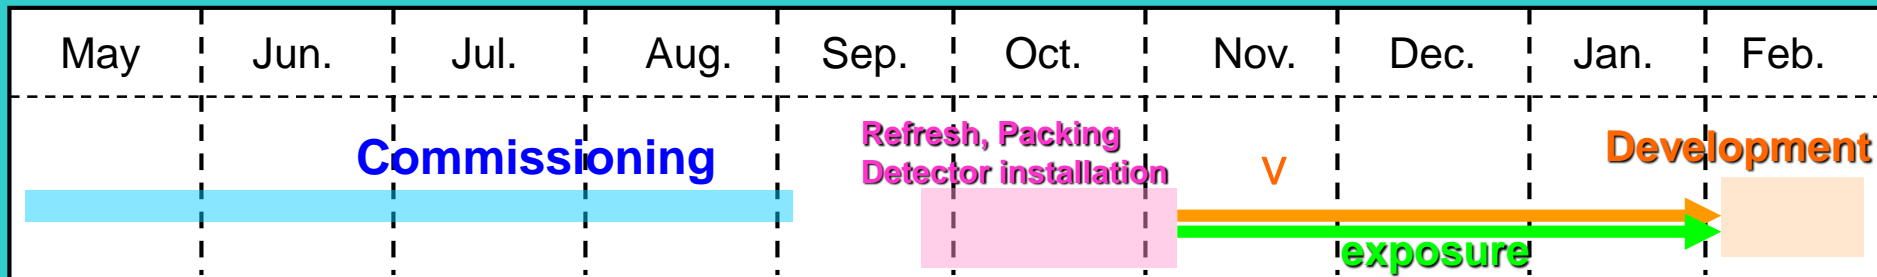 May Jun. Jul. Aug. Sep. Oct. Nov. Dec. Jan. Feb.
Commissioning
Refresh, Packing
Detector installation
ν
Development
exposure